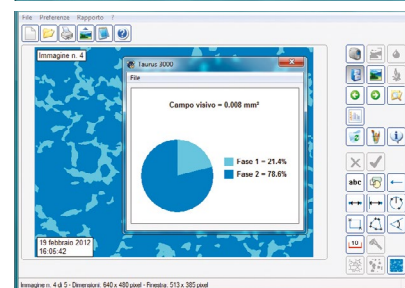 File Preferenze Rapporto ?
Immagine n. 4
Taurus 3000
File
Campo visivo = 0.008 mm²
Fase 1 = 21.4%
Fase 2 = 78.6%
19 febbraio 2012
16:05:42
abc
10
Immagine n. 4 di 5 - Dimensioni: 640 x 480 pixel - Finestra: 513 x 385 pixel